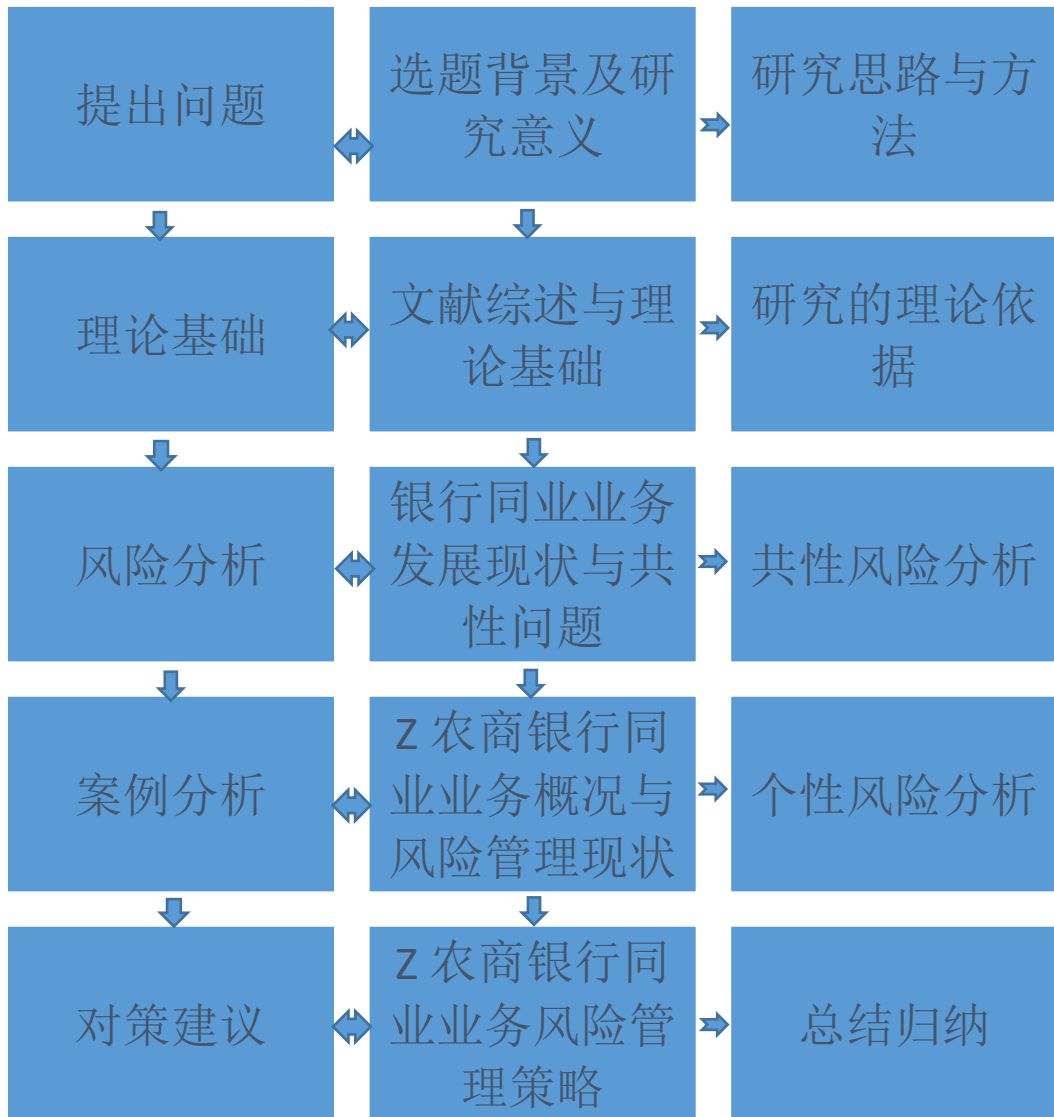 提出问题
选题背景及研
究意义
研究思路与方
法
理论基础
文献综述与理
论基础
研究的理论依
据
风险分析
银行同业业务
发展现状与共
性问题
共性风险分析
案例分析
Z 农商银行同
业业务概况与
风险管理现状
个性风险分析
对策建议
Z 农商银行同
业业务风险管
理策略
总结归纳